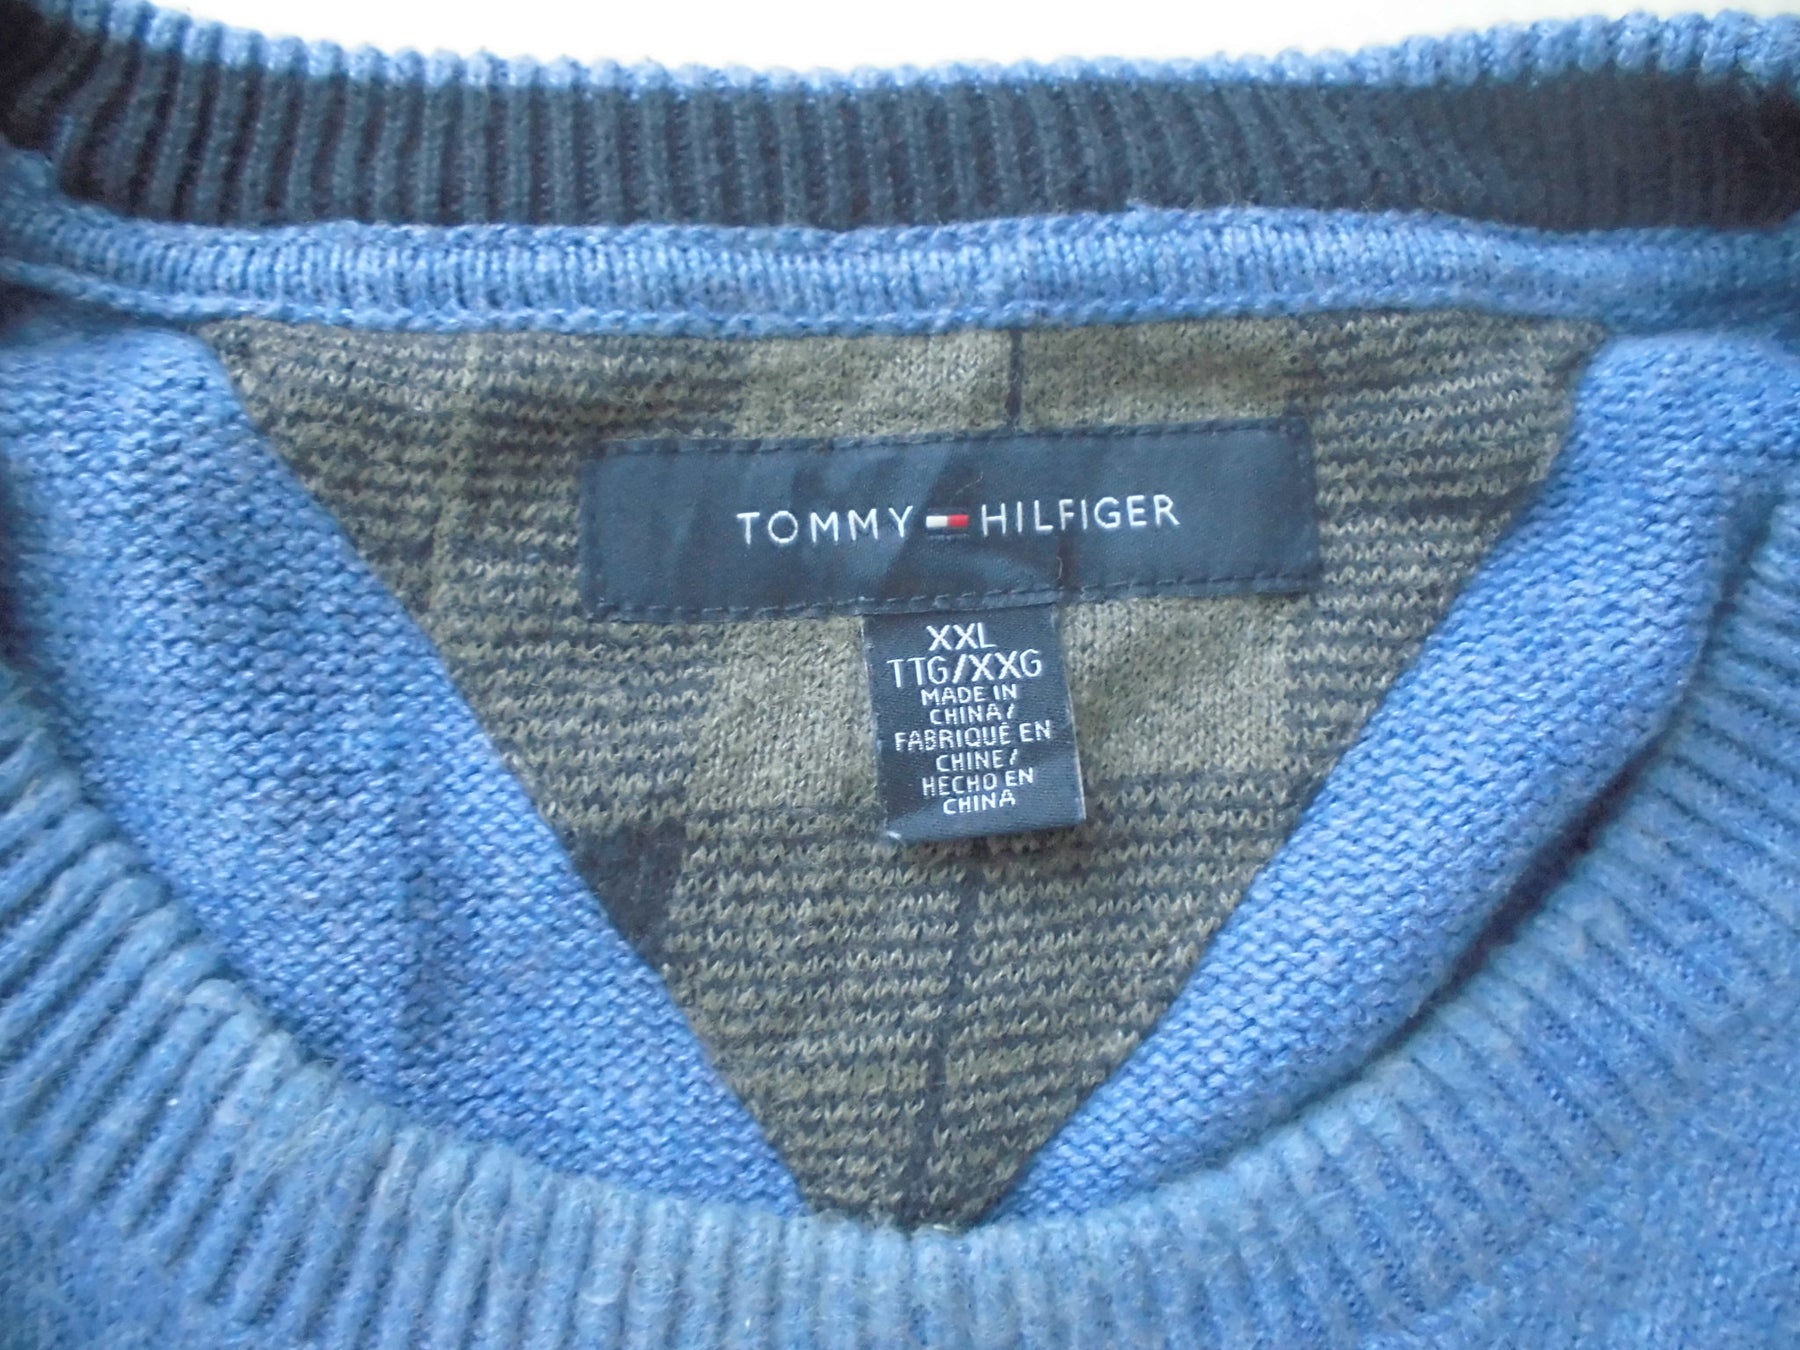 TOMMY HILFIGER
XXL
TTG/XXG
MADE IN
CHINA/
FABRIQUÉ EN
CHINE/
HECHO EN
CHINA